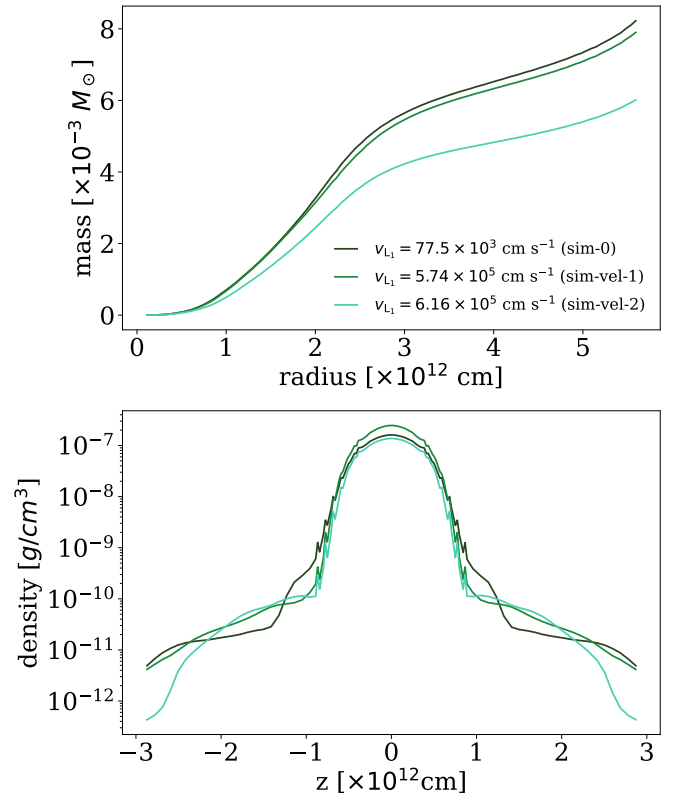 mass [×10⁻³ M⊙]
8
6
4
2
0
v_L₁ = 77.5 × 10³ cm s⁻¹ (sim-0)
v_L₁ = 5.74 × 10⁵ cm s⁻¹ (sim-vel-1)
v_L₁ = 6.16 × 10⁵ cm s⁻¹ (sim-vel-2)
0 1 2 3 4 5
radius [×10¹² cm]
density [g/cm³]
10⁻⁷
10⁻⁸
10⁻⁹
10⁻¹⁰
10⁻¹¹
10⁻¹²
−3 −2 −1 0 1 2 3
z [×10¹²cm]